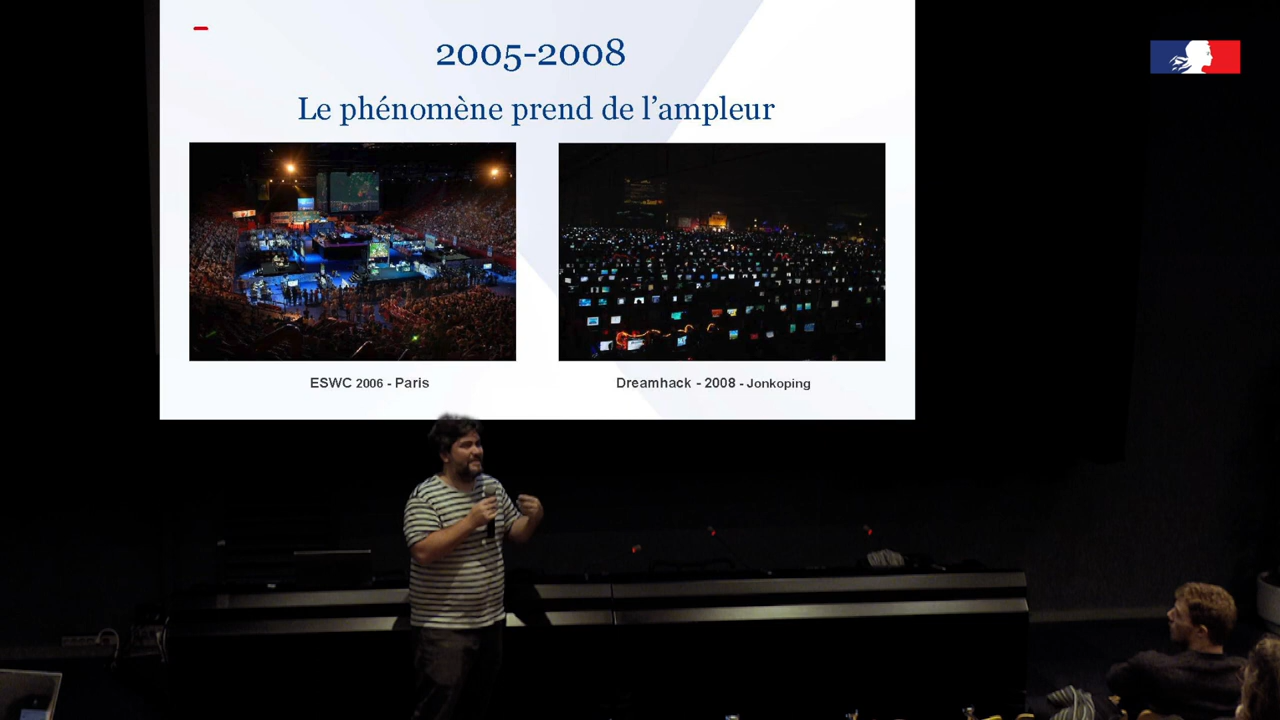 2005-2008
Le phénomène prend de l’ampleur
ESWC 2006 - Paris
Dreamhack - 2008 - Jonkoping